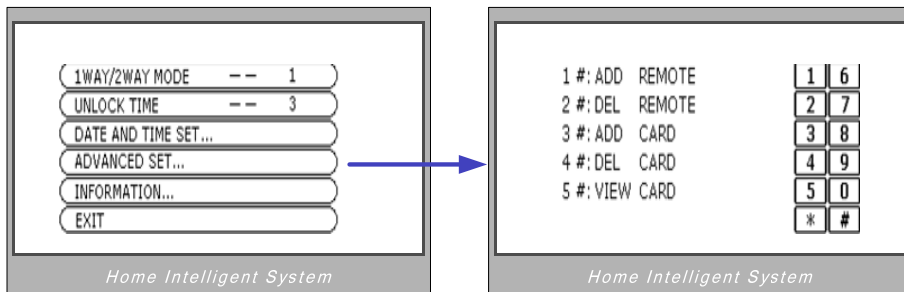 1WAY/2WAY MODE -- 1
UNLOCK TIME -- 3
DATE AND TIME SET...
ADVANCED SET...
INFORMATION...
EXIT
Home Intelligent System
1 #: ADD REMOTE
2 #: DEL REMOTE
3 #: ADD CARD
4 #: DEL CARD
5 #: VIEW CARD
1 6
2 7
3 8
4 9
5 0
* #
Home Intelligent System